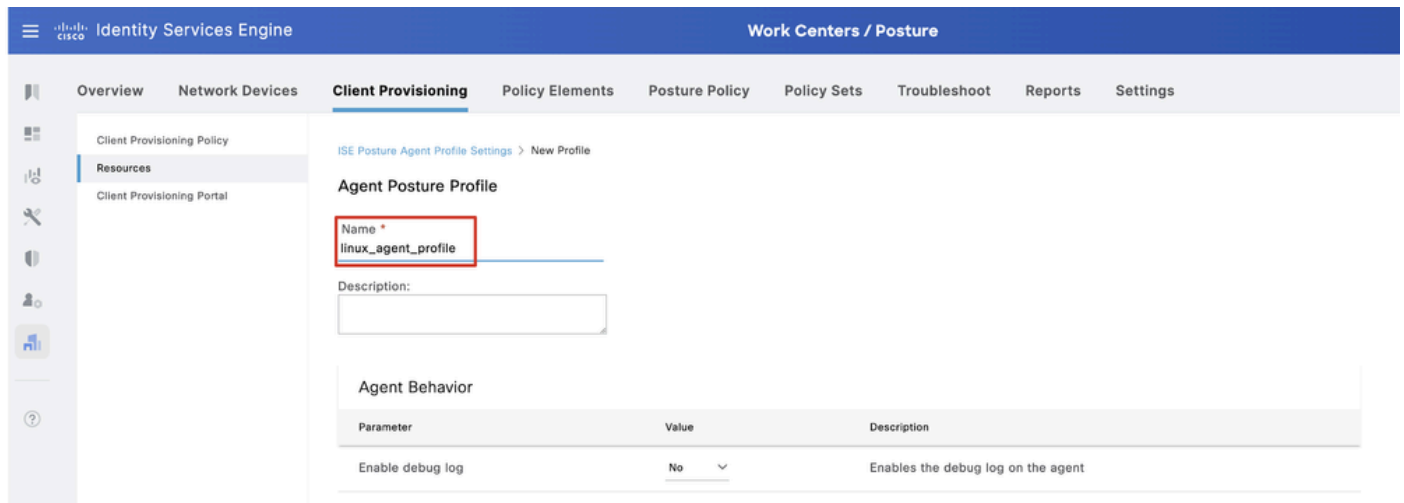 cisco Identity Services Engine Work Centers / Posture
Overview Network Devices Client Provisioning Policy Elements Posture Policy Policy Sets Troubleshoot Reports Settings
Client Provisioning Policy
Resources
Client Provisioning Portal
ISE Posture Agent Profile Settings > New Profile
Agent Posture Profile
Name *
linux_agent_profile
Description:
Agent Behavior
Parameter Value Description
Enable debug log No Enables the debug log on the agent
?